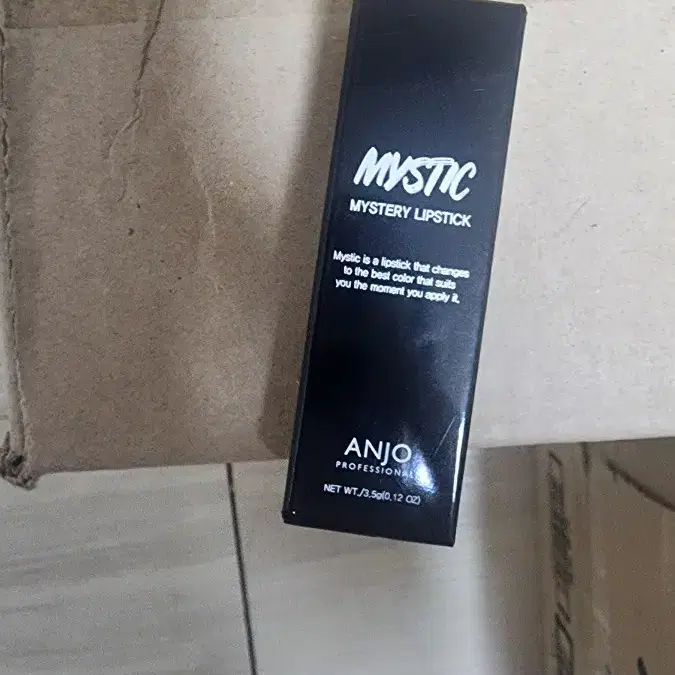 MYSTIC
MYSTERY LIPSTICK
Mystic is a lipstick that changes
to the best color that suits
you the moment you apply it.
ANJO
PROFESSIONAL
NET WT./3.5g(0.12 OZ)